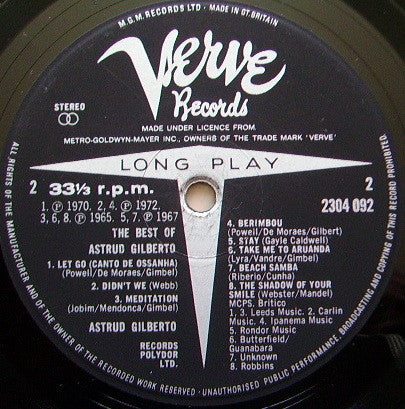 M.G.M. RECORDS LTD · MADE IN GT. BRITAIN
Verve
Records
STEREO
MADE UNDER LICENCE FROM
METRO-GOLDWYN-MAYER INC., OWNERS OF THE TRADE MARK 'VERVE'
LONG PLAY
2 33⅓ r.p.m.
1. ℗ 1970. 2, 4. ℗ 1972.
3, 6, 8. ℗ 1965. 5, 7. ℗ 1967
THE BEST OF
ASTRUD GILBERTO
1. LET GO (CANTO DE OSSANHA)
(Powell/De Moraes/Gimbel)
2. DIDN'T WE (Webb)
3. MEDITATION
(Jobim/Mendonca/Gimbel)
ASTRUD GILBERTO
RECORDS
POLYDOR
LTD.
2
2304 092
4. BERIMBOU
(Powell/De Moraes/Gilbert)
5. STAY (Gayle Caldwell)
6. TAKE ME TO ARUANDA
(Lyra/Vandre/Gimbel)
7. BEACH SAMBA
(Riberio/Cunha)
8. THE SHADOW OF YOUR
SMILE (Webster/Mandel)
MCPS. Britico
1. 3. Leeds Music. 2. Carlin
Music. 4. Ipanema Music
5. Rondor Music
6. Butterfield/
Guanabara
7. Unknown
8. Robbins
ALL RIGHTS OF THE MANUFACTURER AND OF THE OWNER OF THE RECORDED WORK RESERVED · UNAUTHORISED PUBLIC PERFORMANCE, BROADCASTING AND COPYING OF THIS RECORD PROHIBITED